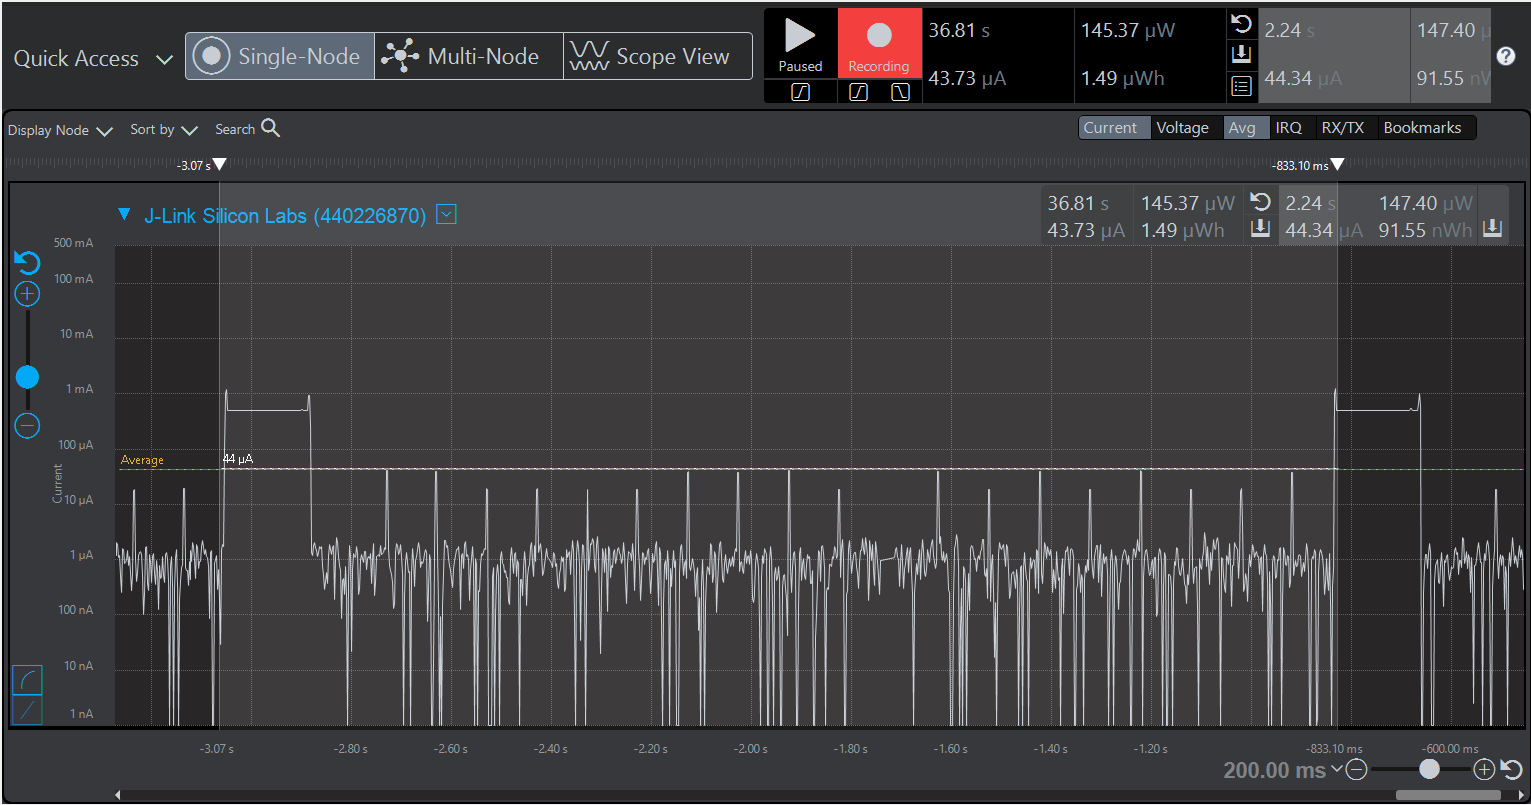 Quick Access
Single-Node
Multi-Node
Scope View
Paused
Recording
36.81 s
145.37 µW
43.73 µA
1.49 µWh
2.24 s
147.40 µ
44.34 µA
91.55 nW
?
Display Node
Sort by
Search
Current
Voltage
Avg
IRQ
RX/TX
Bookmarks
-3.07 s
-833.10 ms
J-Link Silicon Labs (440226870)
36.81 s
145.37 µW
2.24 s
147.40 µW
43.73 µA
1.49 µWh
44.34 µA
91.55 nWh
500 mA
100 mA
10 mA
1 mA
100 µA
10 µA
1 µA
100 nA
10 nA
1 nA
Current
Average
44 µA
-3.07 s
-2.80 s
-2.60 s
-2.40 s
-2.20 s
-2.00 s
-1.80 s
-1.60 s
-1.40 s
-1.20 s
-833.10 ms
-600.00 ms
200.00 ms